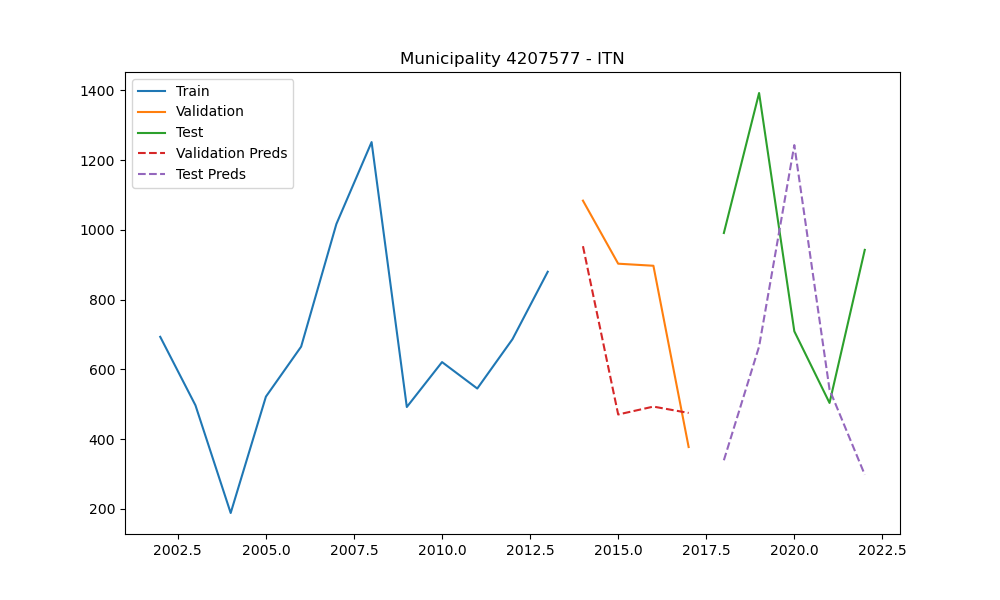 Municipality 4207577 - ITN
Train
Validation
Test
Validation Preds
Test Preds
1400
1200
1000
800
600
400
200
2002.5 2005.0 2007.5 2010.0 2012.5 2015.0 2017.5 2020.0 2022.5